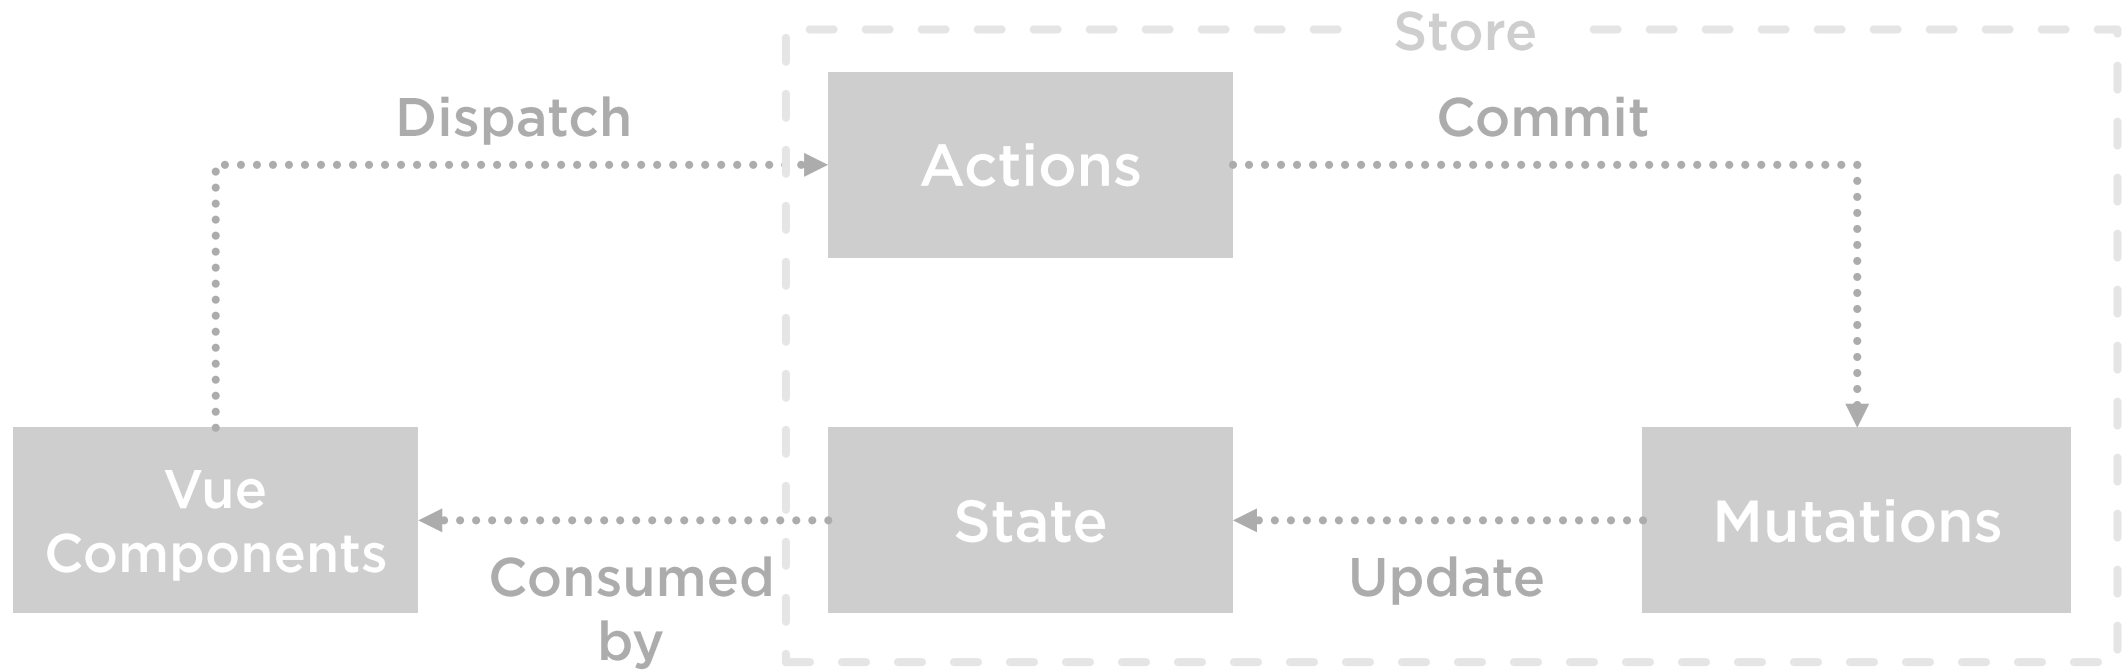 Store
Dispatch
Actions
Commit
Vue
Components
Consumed
by
State
Update
Mutations